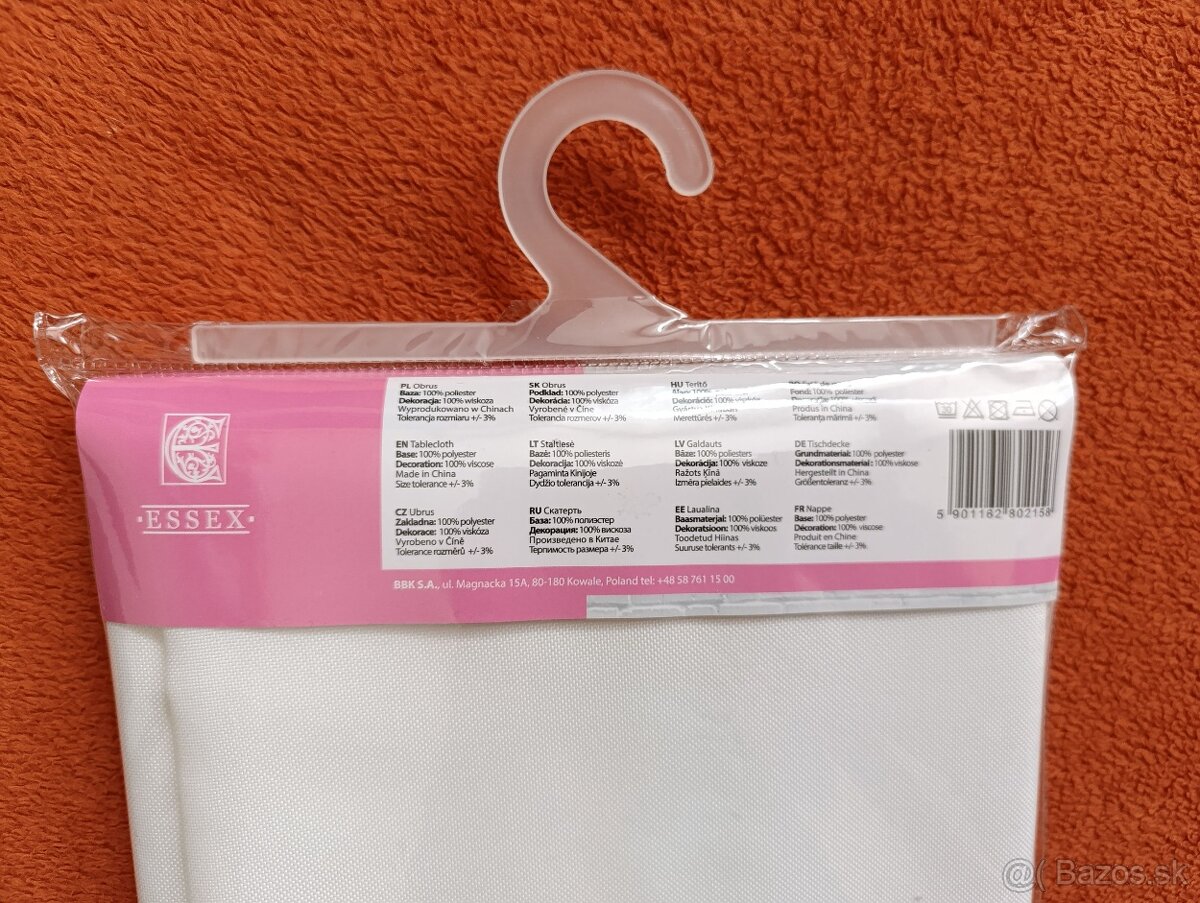 PL Obrus
Baza: 100% poliester
Dekoracja: 100% wiskoza
Wyprodukowano w Chinach
Tolerancja rozmiaru +/- 3%
SK Obrus
Podklad: 100% polyester
Dekorácia: 100% viskóza
Vyrobené v Číne
Tolerancia rozmerov +/- 3%
HU Terítő
Dekoráció: 100%
Mérettűrés +/- 3%
Fond: 100% poliester
Produs in China
Toleranța mărimii +/- 3%
EN Tablecloth
Base: 100% polyester
Decoration: 100% viscose
Made in China
Size tolerance +/- 3%
LT Staltiesė
Bazė: 100% poliesteris
Dekoracija: 100% viskozė
Pagaminta Kinijoje
Dydžio tolerancija +/- 3%
LV Galdauts
Bāze: 100% poliesters
Dekorācija: 100% viskoze
Ražots Ķīnā
Izmēra pielaides +/- 3%
DE Tischdecke
Grundmaterial: 100% polyester
Dekorationsmaterial: 100% viskose
Hergestellt in China
Größentoleranz +/- 3%
CZ Ubrus
Zakladna: 100% polyester
Dekorace: 100% viskóza
Vyrobeno v Číně
Tolerance rozměrů +/- 3%
RU Скатерть
База: 100% полиэстер
Декорация: 100% вискоза
Произведено в Китае
Терпимость размера +/- 3%
EE Laualina
Baasmaterjal: 100% polüester
Dekoratsioon: 100% viskoos
Toodetud Hiinas
Suuruse tolerants +/- 3%
FR Nappe
Base: 100% polyester
Décoration: 100% viscose
Produit en Chine
Tolérance taille +/- 3%
30
5 901182 802158
·ESSEX·
BBK S.A., ul. Magnacka 15A, 80-180 Kowale, Poland tel: +48 58 761 15 00
@( Bazos.sk